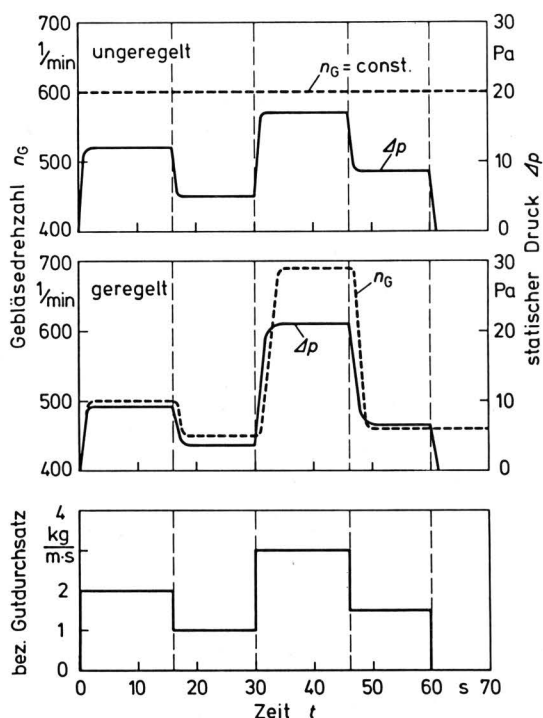 700
1/min
600
500
400
ungeregelt
n_G = const.
Δp
30
Pa
20
10
0
Gebläsedrehzahl n_G
statischer Druck Δp
700
1/min
600
500
400
geregelt
n_G
Δp
30
Pa
20
10
0
bez. Gutdurchsatz
4
kg/m·s
2
1
0
0 10 20 30 40 50 s 70
Zeit t